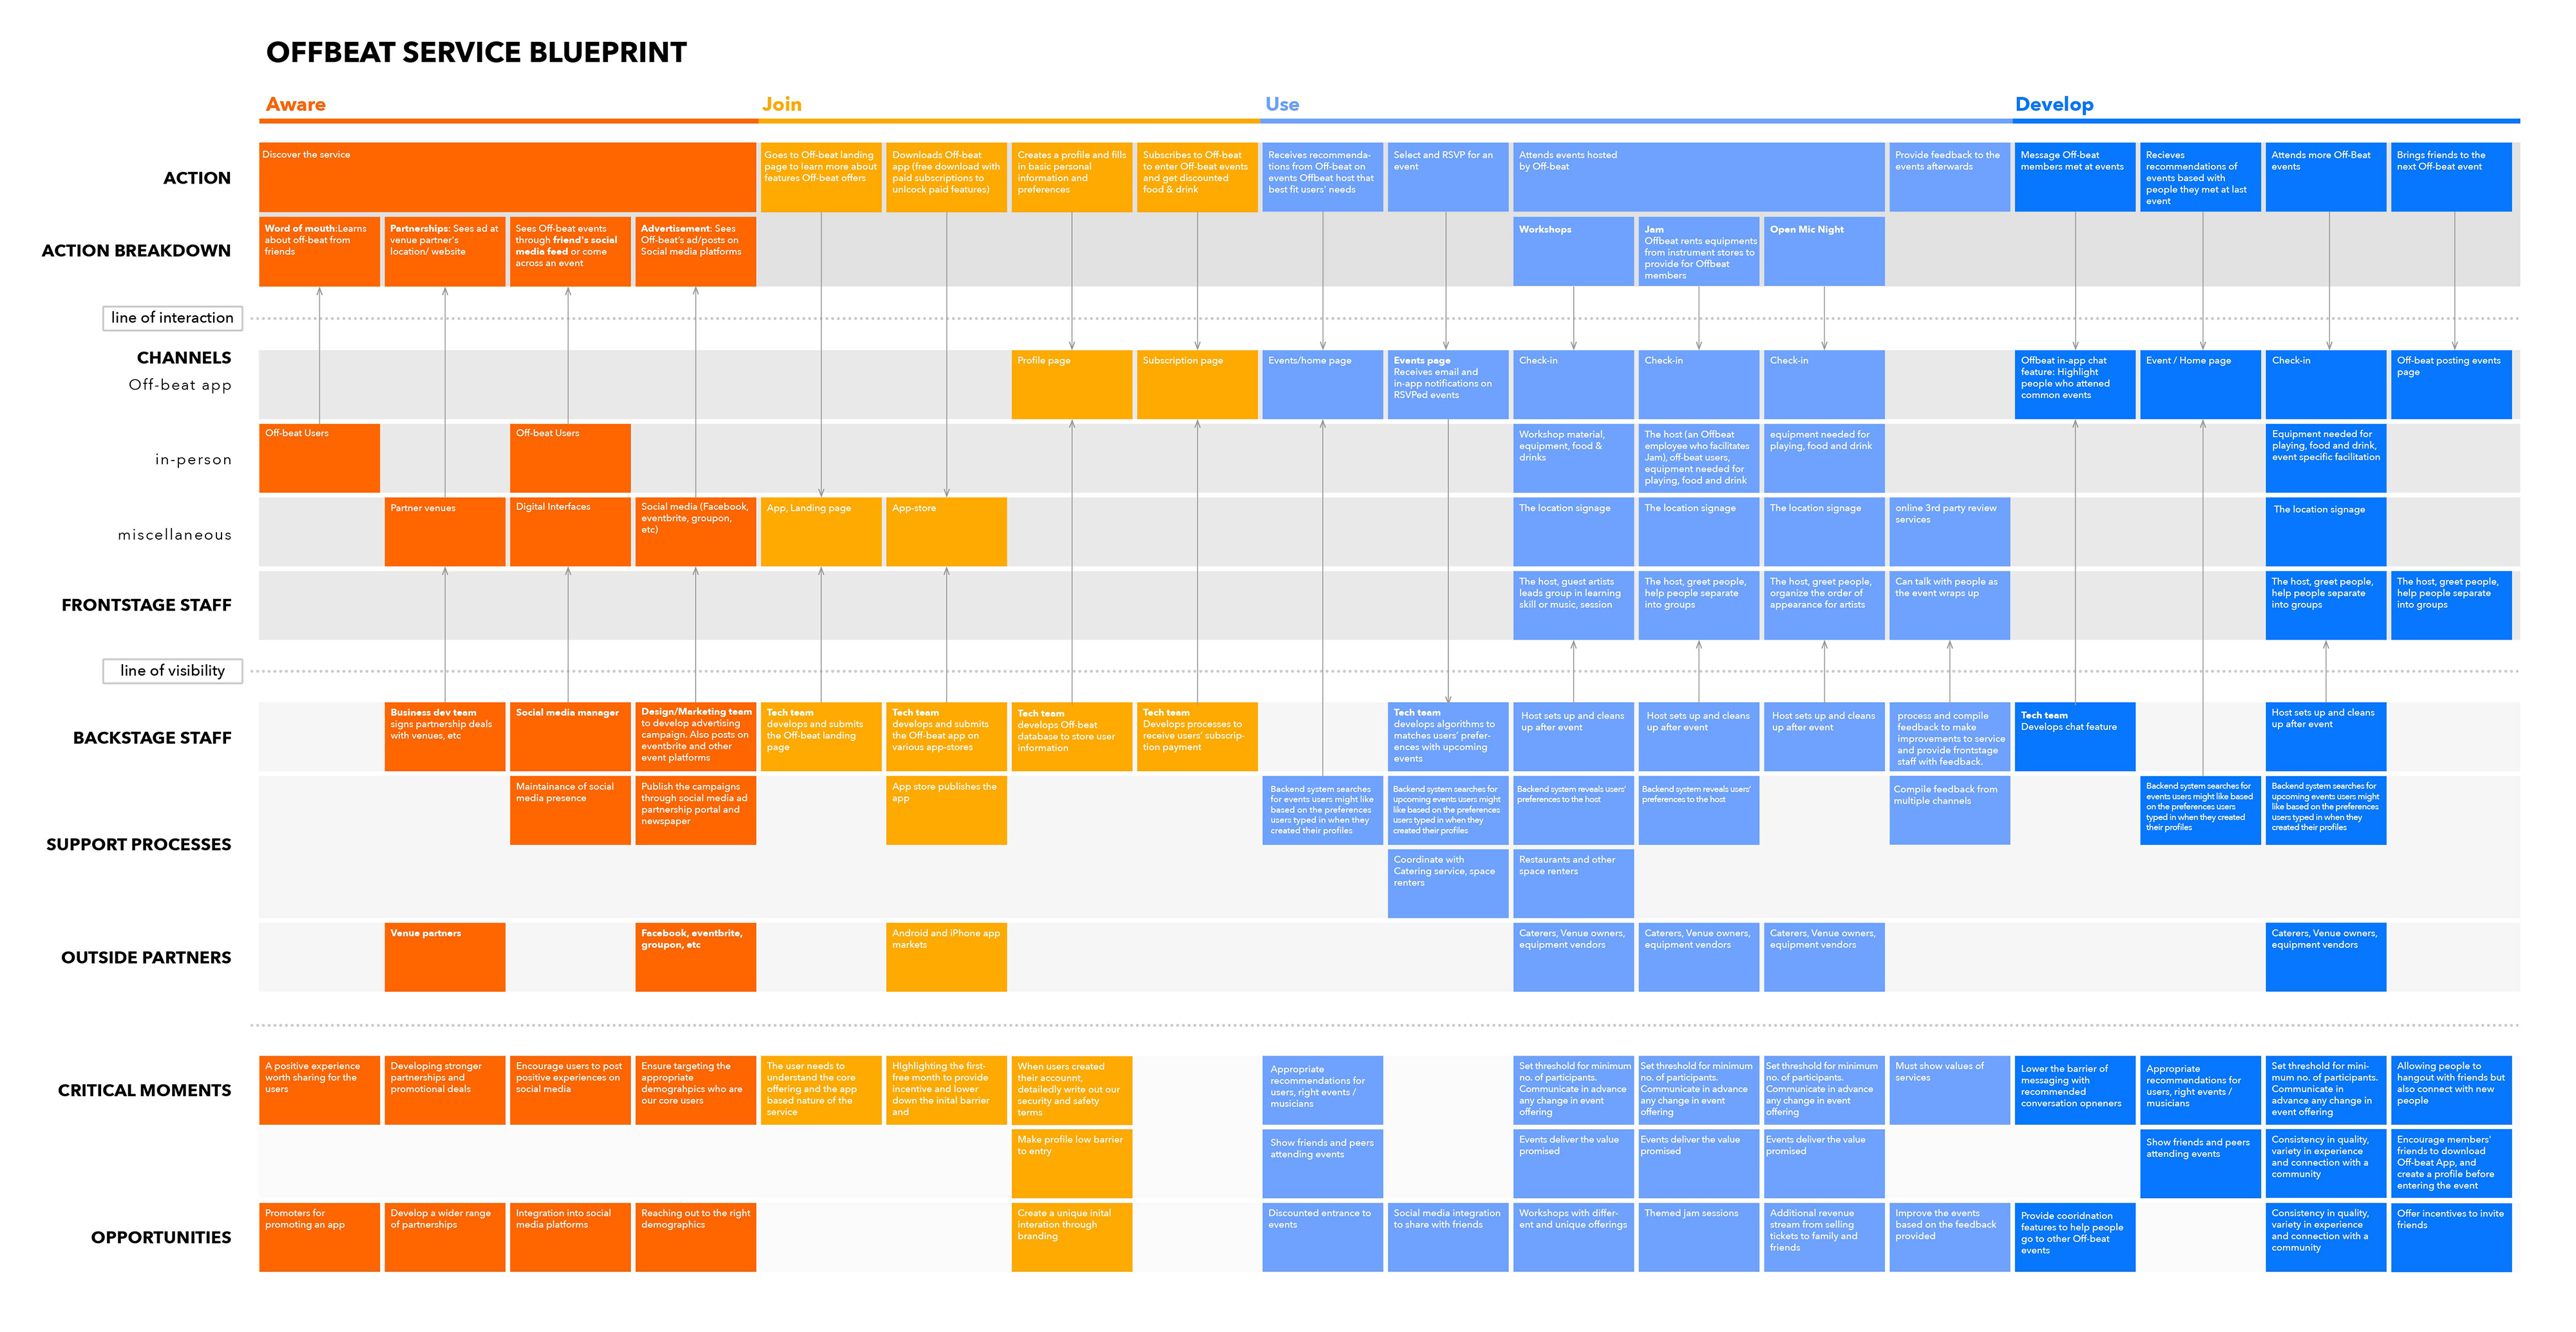 OFFBEAT SERVICE BLUEPRINT
Aware
Join
Use
Develop
ACTION
Discover the service
Goes to Off-beat landing
page to learn more about
features Off-beat offers
Downloads Off-beat
app (free download with
paid subscriptions to
unlcock paid features)
Creates a profile and fills
in basic personal
information and
preferences
Subscribes to Off-beat
to enter Off-beat events
and get discounted
food & drink
Receives recommenda-
tions from Off-beat on
events Offbeat host that
best fit users' needs
Select and RSVP for an
event
Attends events hosted
by Off-beat
Provide feedback to the
events afterwards
Message Off-beat
members met at events
Recieves
recommendations of
events based with
people they met at last
event
Attends more Off-Beat
events
Brings friends to the
next Off-beat event
ACTION BREAKDOWN
Word of mouth:Learns
about off-beat from
friends
Partnerships: Sees ad at
venue partner's
location/ website
Sees Off-beat events
through friend's social
media feed or come
across an event
Advertisement: Sees
Off-beat's ad/posts on
Social media platforms
Workshops
Jam
Offbeat rents equipments
from instrument stores to
provide for Offbeat
members
Open Mic Night
line of interaction
CHANNELS
Off-beat app
Profile page
Subscription page
Events/home page
Events page
Receives email and
in-app notifications on
RSVPed events
Check-in
Check-in
Check-in
Offbeat in-app chat
feature: Highlight
people who attened
common events
Event / Home page
Check-in
Off-beat posting events
page
in-person
Off-beat Users
Off-beat Users
Workshop material,
equipment, food &
drinks
The host (an Offbeat
employee who facilitates
Jam), off-beat users,
equipment needed for
playing, food and drink
equipment needed for
playing, food and drink
Equipment needed for
playing, food and drink,
event specific facilitation
miscellaneous
Partner venues
Digital Interfaces
Social media (Facebook,
eventbrite, groupon,
etc)
App, Landing page
App-store
The location signage
The location signage
The location signage
online 3rd party review
services
The location signage
FRONTSTAGE STAFF
The host, guest artists
leads group in learning
skill or music, session
The host, greet people,
help people separate
into groups
The host, greet people,
organize the order of
appearance for artists
Can talk with people as
the event wraps up
The host, greet people,
help people separate
into groups
The host, greet people,
help people separate
into groups
line of visibility
BACKSTAGE STAFF
Business dev team
signs partnership deals
with venues, etc
Social media manager
Design/Marketing team
to develop advertising
campaign. Also posts on
eventbrite and other
event platforms
Tech team
develops and submits
the Off-beat landing
page
Tech team
develops and submits
the Off-beat app on
various app-stores
Tech team
develops Off-beat
database to store user
information
Tech team
Develops processes to
receive users' subscrip-
tion payment
Tech team
develops algorithms to
matches users' prefer-
ences with upcoming
events
Host sets up and cleans
up after event
Host sets up and cleans
up after event
Host sets up and cleans
up after event
process and compile
feedback to make
improvements to service
and provide frontstage
staff with feedback.
Tech team
Develops chat feature
Host sets up and cleans
up after event
SUPPORT PROCESSES
Maintainance of social
media presence
Publish the campaigns
through social media ad
partnership portal and
newspaper
App store publishes the
app
Backend system searches
for events users might like
based on the preferences
users typed in when they
created their profiles
Backend system searches for
upcoming events users might
like based on the preferences
users typed in when they
created their profiles
Backend system reveals users'
preferences to the host
Backend system reveals users'
preferences to the host
Compile feedback from
multiple channels
Backend system searches for
events users might like based
on the preferences users
typed in when they created
their profiles
Backend system searches for
upcoming events users might
like based on the preferences
users typed in when they
created their profiles
Coordinate with
Catering service, space
renters
Restaurants and other
space renters
OUTSIDE PARTNERS
Venue partners
Facebook, eventbrite,
groupon, etc
Android and iPhone app
markets
Caterers, Venue owners,
equipment vendors
Caterers, Venue owners,
equipment vendors
Caterers, Venue owners,
equipment vendors
Caterers, Venue owners,
equipment vendors
CRITICAL MOMENTS
A positive experience
worth sharing for the
users
Developing stronger
partnerships and
promotional deals
Encourage users to post
positive experiences on
social media
Ensure targeting the
appropriate
demograhpics who are
our core users
The user needs to
understand the core
offering and the app
based nature of the
service
HIghlighting the first-
free month to provide
incentive and lower
down the inital barrier
and
When users created
their accounnt,
detailedly write out our
security and safety
terms
Appropriate
recommendations for
users, right events /
musicians
Set threshold for minimum
no. of participants.
Communicate in advance
any change in event
offering
Set threshold for minimum
no. of participants.
Communicate in advance
any change in event
offering
Set threshold for minimum
no. of participants.
Communicate in advance
any change in event
offering
Must show values of
services
Lower the barrier of
messaging with
recommended
conversation opneners
Appropriate
recommendations for
users, right events /
musicians
Set threshold for mini-
mum no. of participants.
Communicate in
advance any change in
event offering
Allowing people to
hangout with friends but
also connect with new
people
Make profile low barrier
to entry
Show friends and peers
attending events
Events deliver the value
promised
Events deliver the value
promised
Events deliver the value
promised
Show friends and peers
attending events
Consistency in quality,
variety in experience
and connection with a
community
Encourage members'
friends to download
Off-beat App, and
create a profile before
entering the event
OPPORTUNITIES
Promoters for
promoting an app
Develop a wider range
of partnerships
Integration into social
media platforms
Reaching out to the right
demographics
Create a unique inital
interation through
branding
Discounted entrance to
events
Social media integration
to share with friends
Workshops with differ-
ent and unique offerings
Themed jam sessions
Additional revenue
stream from selling
tickets to family and
friends
Improve the events
based on the feedback
provided
Provide cooridnation
features to help people
go to other Off-beat
events
Consistency in quality,
variety in experience
and connection with a
community
Offer incentives to invite
friends